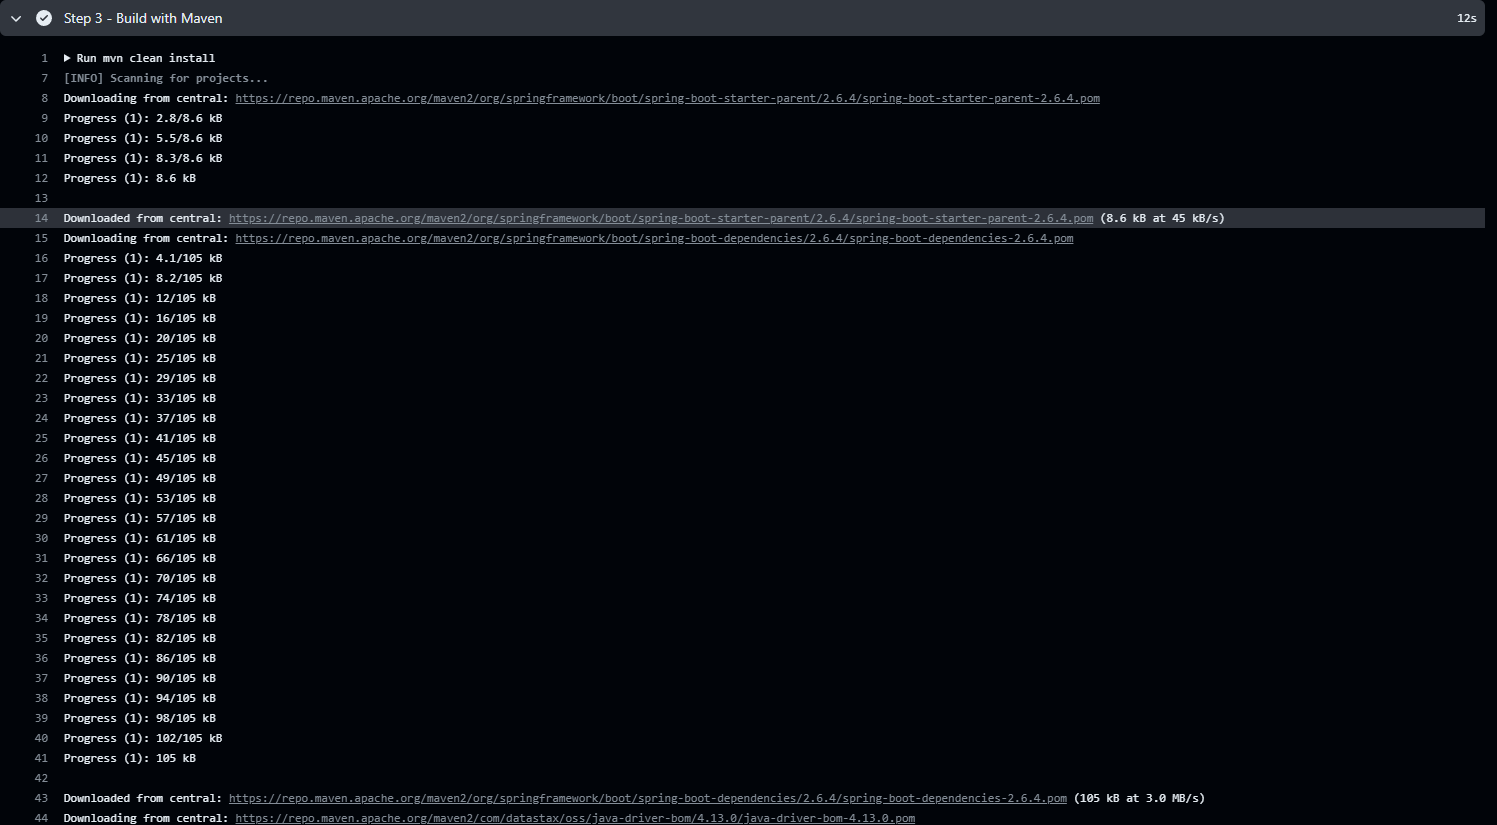 Step 3 - Build with Maven 12s
1 Run mvn clean install
7 [INFO] Scanning for projects...
8 Downloading from central: https://repo.maven.apache.org/maven2/org/springframework/boot/spring-boot-starter-parent/2.6.4/spring-boot-starter-parent-2.6.4.pom
9 Progress (1): 2.8/8.6 kB
10 Progress (1): 5.5/8.6 kB
11 Progress (1): 8.3/8.6 kB
12 Progress (1): 8.6 kB
13
14 Downloaded from central: https://repo.maven.apache.org/maven2/org/springframework/boot/spring-boot-starter-parent/2.6.4/spring-boot-starter-parent-2.6.4.pom (8.6 kB at 45 kB/s)
15 Downloading from central: https://repo.maven.apache.org/maven2/org/springframework/boot/spring-boot-dependencies/2.6.4/spring-boot-dependencies-2.6.4.pom
16 Progress (1): 4.1/105 kB
17 Progress (1): 8.2/105 kB
18 Progress (1): 12/105 kB
19 Progress (1): 16/105 kB
20 Progress (1): 20/105 kB
21 Progress (1): 25/105 kB
22 Progress (1): 29/105 kB
23 Progress (1): 33/105 kB
24 Progress (1): 37/105 kB
25 Progress (1): 41/105 kB
26 Progress (1): 45/105 kB
27 Progress (1): 49/105 kB
28 Progress (1): 53/105 kB
29 Progress (1): 57/105 kB
30 Progress (1): 61/105 kB
31 Progress (1): 66/105 kB
32 Progress (1): 70/105 kB
33 Progress (1): 74/105 kB
34 Progress (1): 78/105 kB
35 Progress (1): 82/105 kB
36 Progress (1): 86/105 kB
37 Progress (1): 90/105 kB
38 Progress (1): 94/105 kB
39 Progress (1): 98/105 kB
40 Progress (1): 102/105 kB
41 Progress (1): 105 kB
42
43 Downloaded from central: https://repo.maven.apache.org/maven2/org/springframework/boot/spring-boot-dependencies/2.6.4/spring-boot-dependencies-2.6.4.pom (105 kB at 3.0 MB/s)
44 Downloading from central: https://repo.maven.apache.org/maven2/com/datastax/oss/java-driver-bom/4.13.0/java-driver-bom-4.13.0.pom